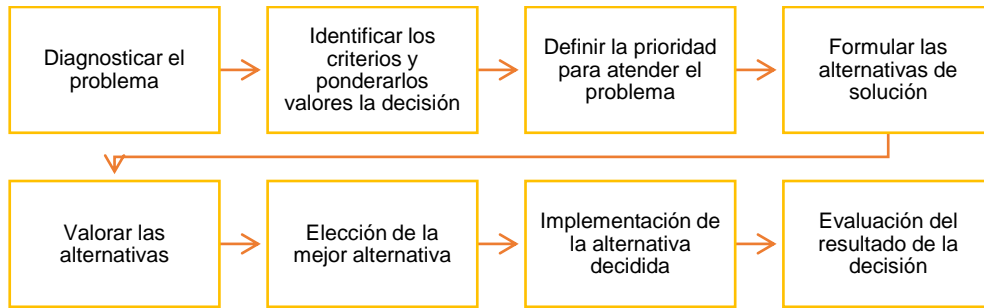 Diagnosticar el
problema
Identificar los
criterios y
ponderarlos
valores la decisión
Definir la prioridad
para atender el
problema
Formular las
alternativas de
solución
Valorar las
alternativas
Elección de la
mejor alternativa
Implementación de
la alternativa
decidida
Evaluación del
resultado de la
decisión